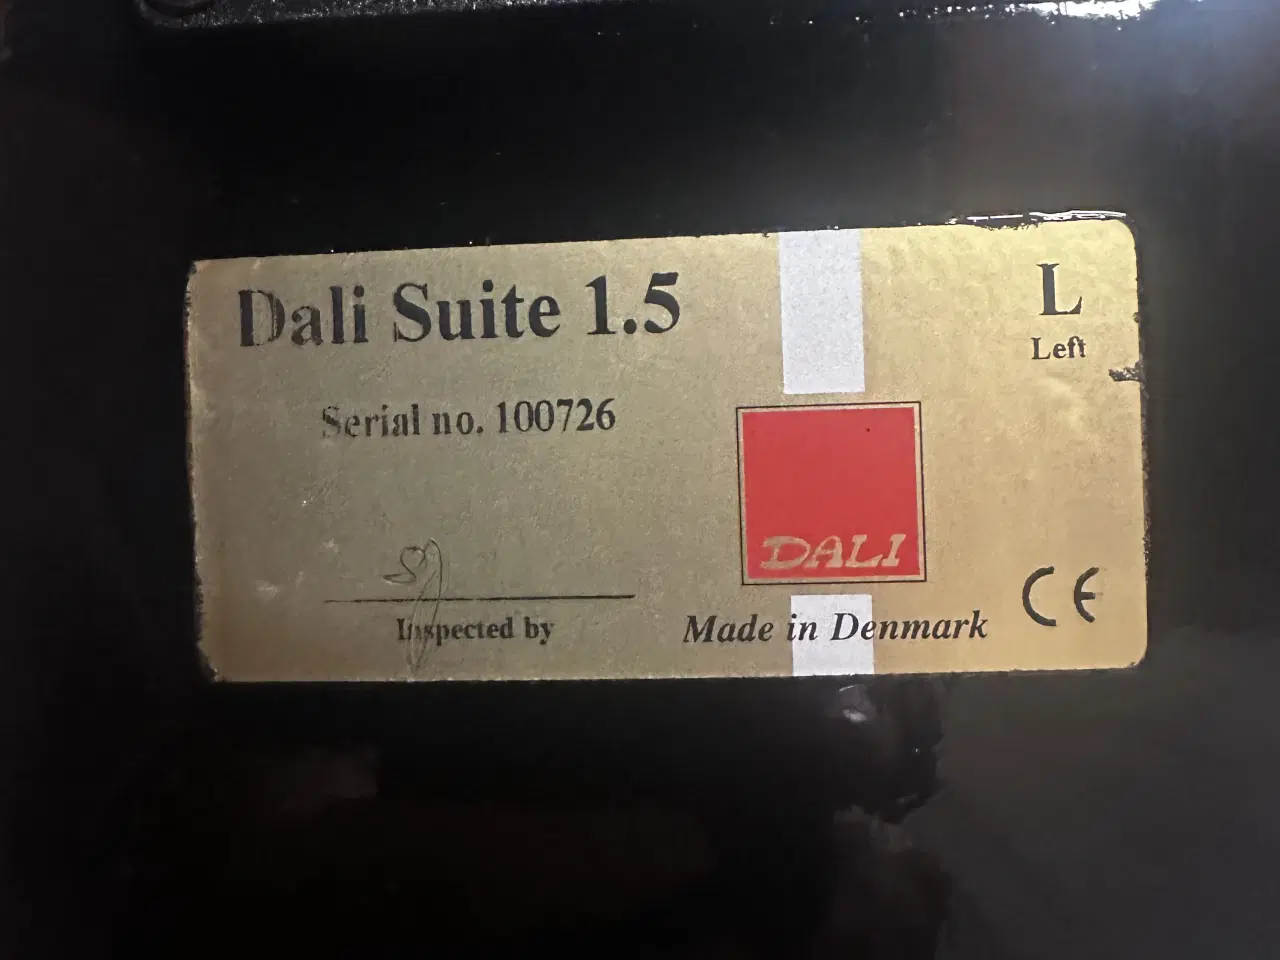 Dali Suite 1.5
L
Left
Serial no. 100726
DALI
Inspected by
Made in Denmark
CE